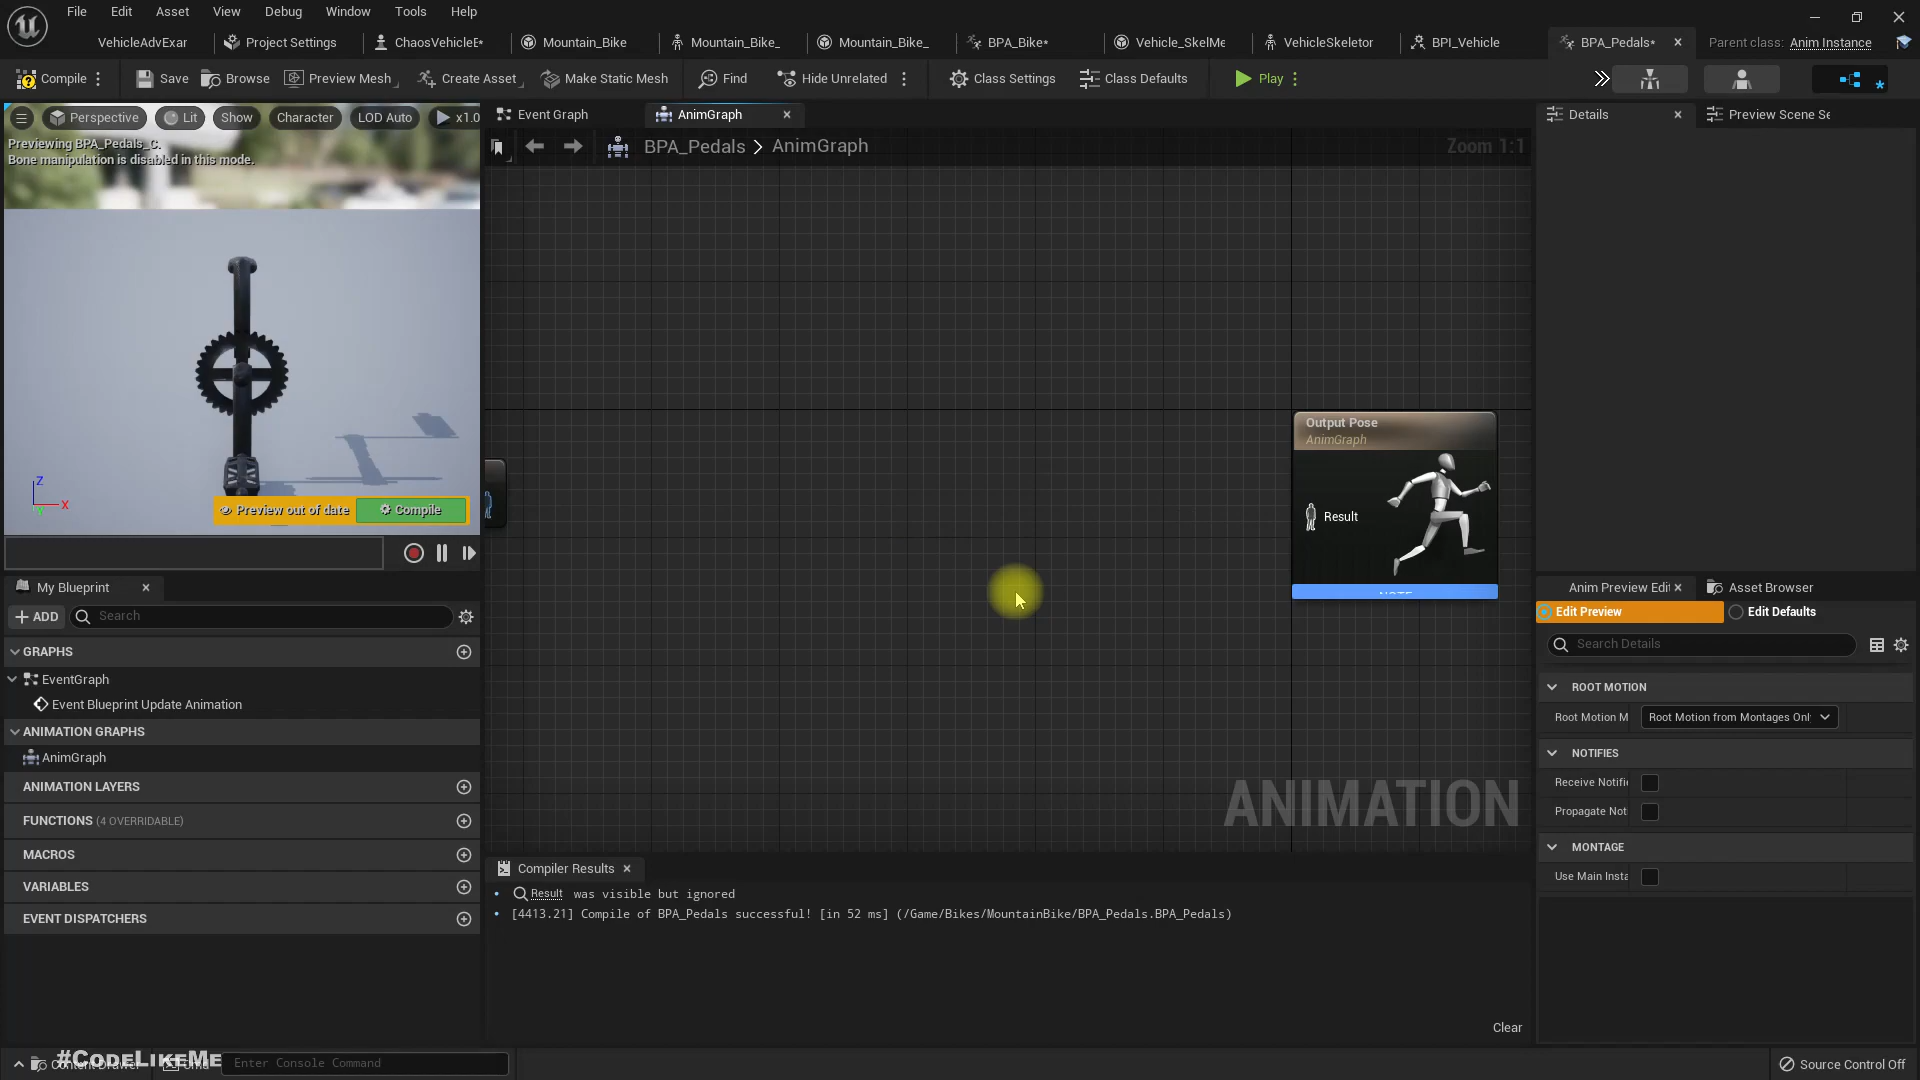 File Edit Asset View Debug Window Tools Help
VehicleAdvExar Project Settings ChaosVehicleE* Mountain_Bike Mountain_Bike_ Mountain_Bike_ BPA_Bike* Vehicle_SkelMe VehicleSkeletor BPI_Vehicle BPA_Pedals* Parent class: Anim Instance
Compile Save Browse Preview Mesh Create Asset Make Static Mesh Find Hide Unrelated Class Settings Class Defaults Play
Perspective Lit Show Character LOD Auto x1.0
Previewing BPA_Pedals_C.
Bone manipulation is disabled in this mode.
Z
X
Preview out of date Compile
Event Graph AnimGraph
BPA_Pedals > AnimGraph Zoom 1:1
Output Pose
AnimGraph
Result
ANIMATION
My Blueprint
ADD Search
GRAPHS
EventGraph
Event Blueprint Update Animation
ANIMATION GRAPHS
AnimGraph
ANIMATION LAYERS
FUNCTIONS (4 OVERRIDABLE)
MACROS
VARIABLES
EVENT DISPATCHERS
Compiler Results
Result was visible but ignored
[4413.21] Compile of BPA_Pedals successful! [in 52 ms] (/Game/Bikes/MountainBike/BPA_Pedals.BPA_Pedals)
Clear
Details Preview Scene Se
Anim Preview Edi Asset Browser
Edit Preview Edit Defaults
Search Details
ROOT MOTION
Root Motion M Root Motion from Montages Onl
NOTIFIES
Receive Notifi
Propagate Not
MONTAGE
Use Main Insta
#CodeLikeMe
Enter Console Command
Source Control Off